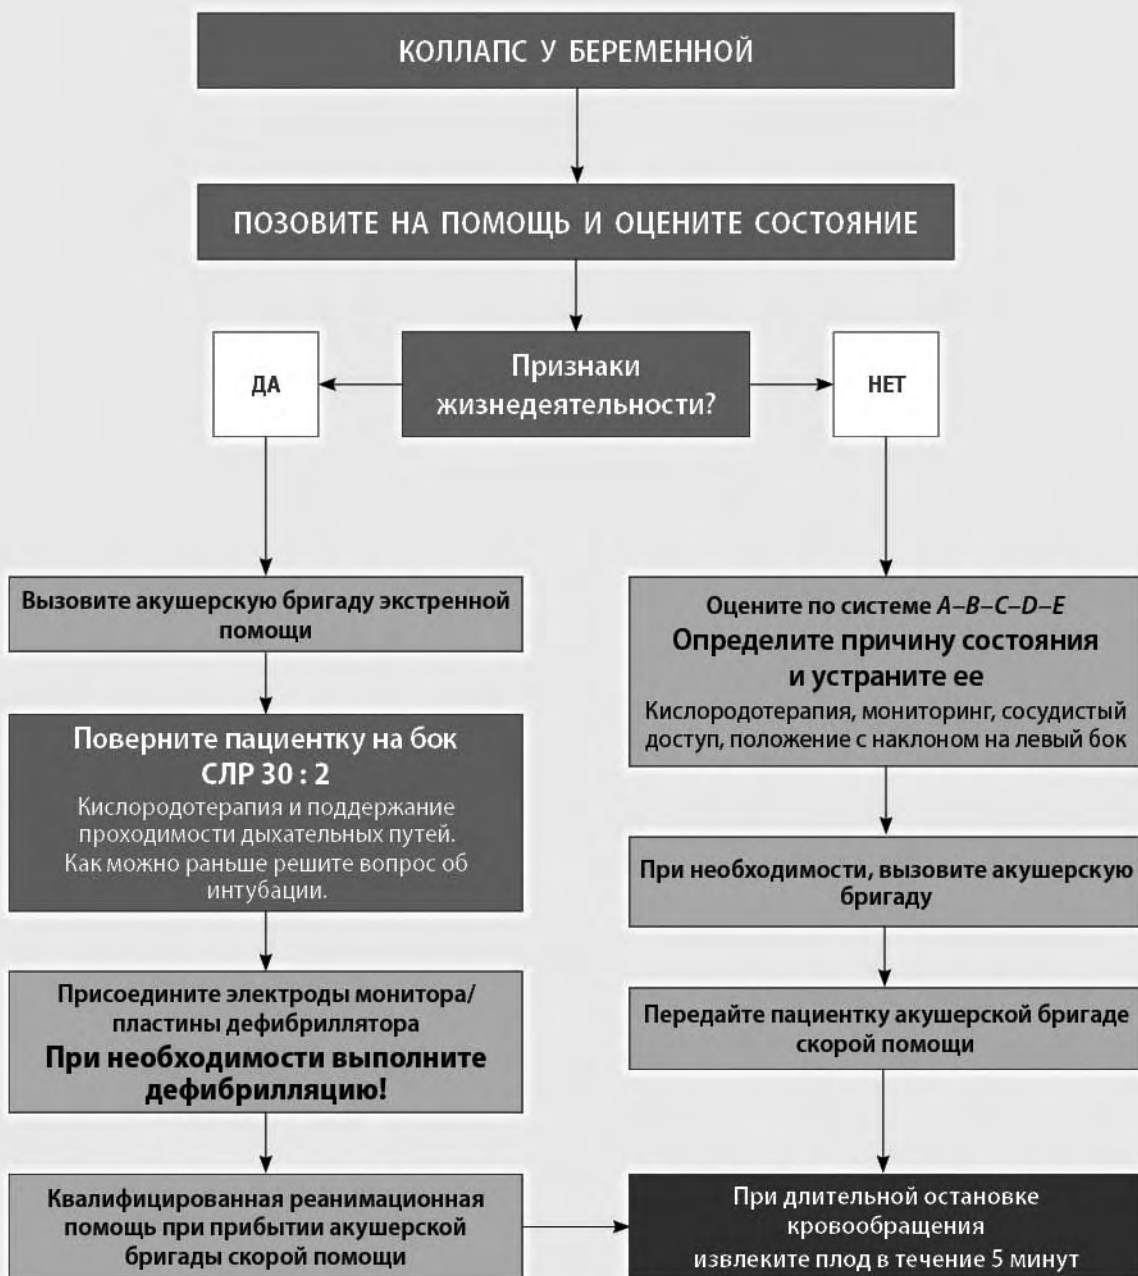 КОЛЛАПС У БЕРЕМЕННОЙ
ПОЗОВИТЕ НА ПОМОЩЬ И ОЦЕНИТЕ СОСТОЯНИЕ
Признаки
жизнедеятельности?
ДА
НЕТ
Вызовите акушерскую бригаду экстренной
помощи
Поверните пациентку на бок
СЛР 30 : 2
Кислородотерапия и поддержание
проходимости дыхательных путей.
Как можно раньше решите вопрос об
интубации.
Присоедините электроды монитора/
пластины дефибриллятора
При необходимости выполните
дефибрилляцию!
Квалифицированная реанимационная
помощь при прибытии акушерской
бригады скорой помощи
Оцените по системе A–B–C–D–E
Определите причину состояния
и устраните ее
Кислородотерапия, мониторинг, сосудистый
доступ, положение с наклоном на левый бок
При необходимости, вызовите акушерскую
бригаду
Передайте пациентку акушерской бригаде
скорой помощи
При длительной остановке
кровообращения
извлеките плод в течение 5 минут